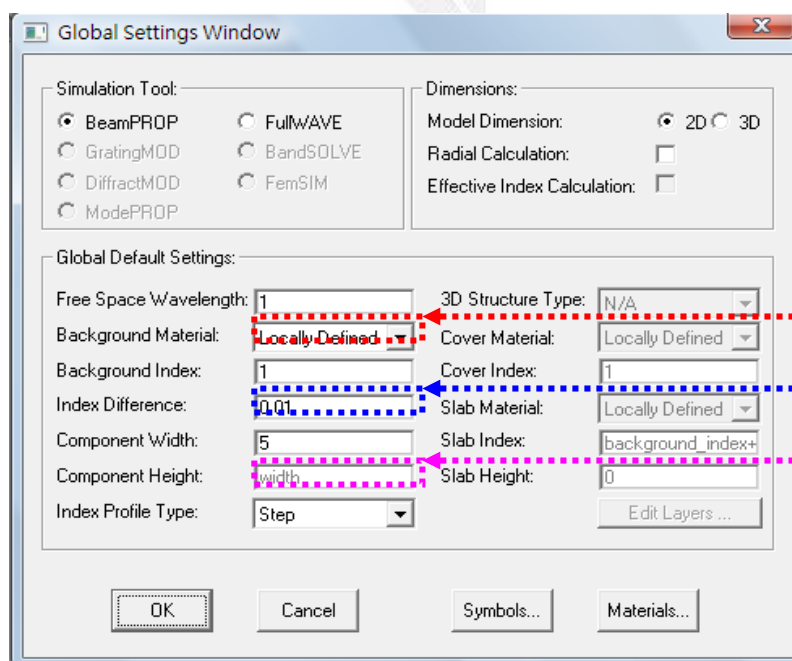 Global Settings Window
Simulation Tool:
BeamPROP
FullWAVE
GratingMOD
BandSOLVE
DiffractMOD
FemSIM
ModePROP
Dimensions:
Model Dimension: 2D 3D
Radial Calculation:
Effective Index Calculation:
Global Default Settings:
Free Space Wavelength: 1
Background Material: Locally Defined
Background Index: 1
Index Difference: 0.01
Component Width: 5
Component Height: width
Index Profile Type: Step
3D Structure Type: N/A
Cover Material: Locally Defined
Cover Index: 1
Slab Material: Locally Defined
Slab Index: background_index+
Slab Height: 0
Edit Layers ...
OK
Cancel
Symbols...
Materials...